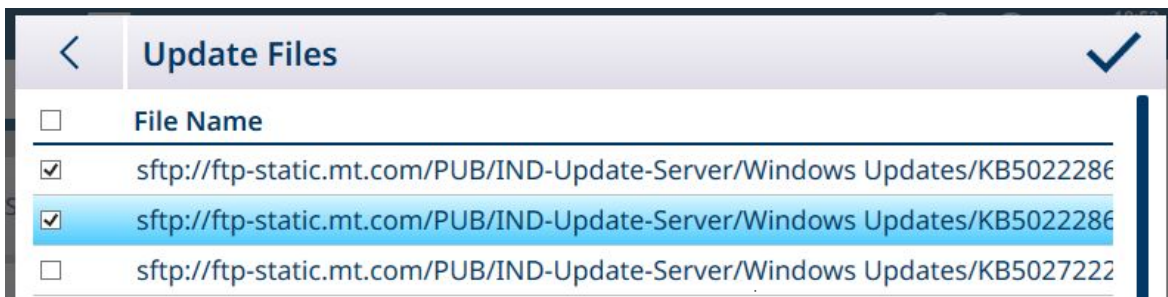 Update Files
File Name
sftp://ftp-static.mt.com/PUB/IND-Update-Server/Windows Updates/KB5022286
sftp://ftp-static.mt.com/PUB/IND-Update-Server/Windows Updates/KB5022286
sftp://ftp-static.mt.com/PUB/IND-Update-Server/Windows Updates/KB5027222